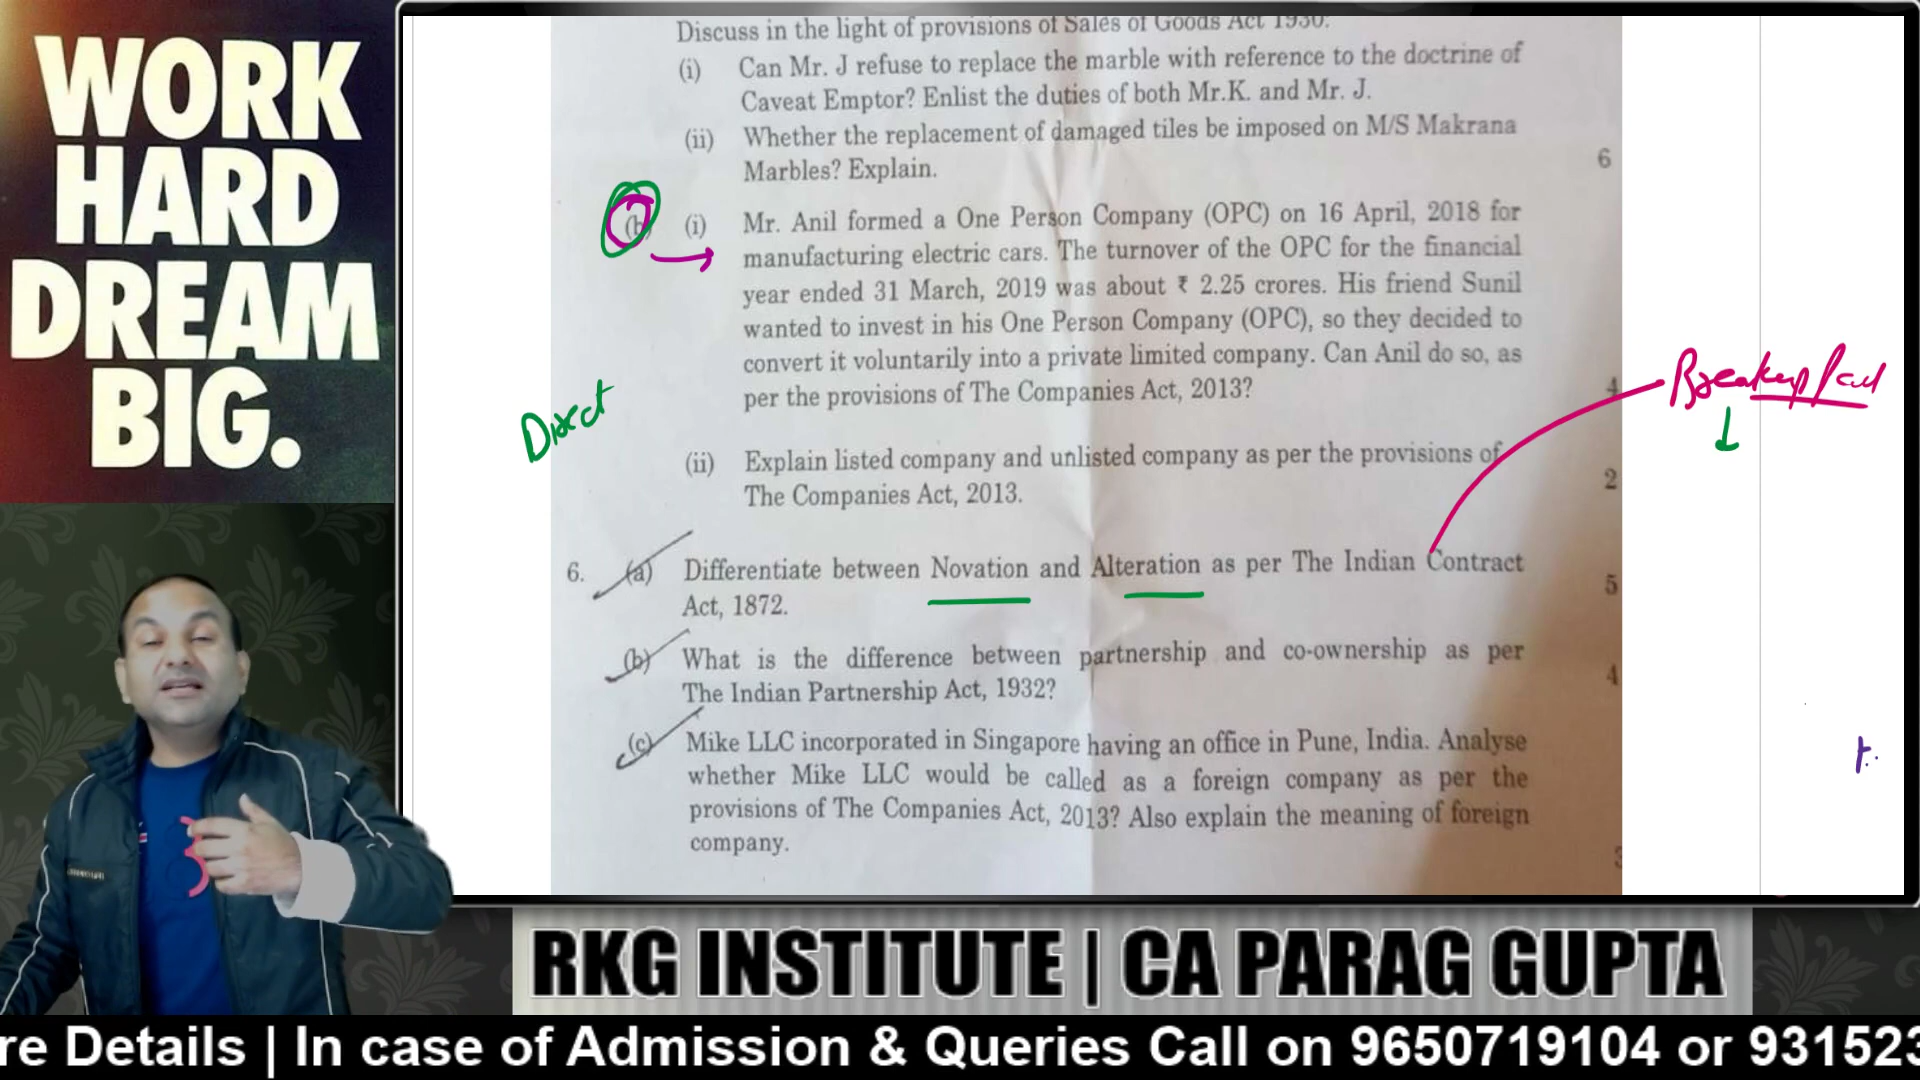 WORK
HARD
DREAM
BIG.
Discuss in the light of provisions of Sales of Goods Act 1930:
(i) Can Mr. J refuse to replace the marble with reference to the doctrine of
Caveat Emptor? Enlist the duties of both Mr.K. and Mr. J.
(ii) Whether the replacement of damaged tiles be imposed on M/S Makrana
Marbles? Explain.
6
(b) (i) Mr. Anil formed a One Person Company (OPC) on 16 April, 2018 for
manufacturing electric cars. The turnover of the OPC for the financial
year ended 31 March, 2019 was about ₹ 2.25 crores. His friend Sunil
wanted to invest in his One Person Company (OPC), so they decided to
convert it voluntarily into a private limited company. Can Anil do so, as
per the provisions of The Companies Act, 2013?
4
Direct
(ii) Explain listed company and unlisted company as per the provisions of
The Companies Act, 2013.
2
6. (a) Differentiate between Novation and Alteration as per The Indian Contract
Act, 1872.
5
(b) What is the difference between partnership and co-ownership as per
The Indian Partnership Act, 1932?
4
(c) Mike LLC incorporated in Singapore having an office in Pune, India. Analyse
whether Mike LLC would be called as a foreign company as per the
provisions of The Companies Act, 2013? Also explain the meaning of foreign
company.
3
Breakup
RKG INSTITUTE | CA PARAG GUPTA
re Details | In case of Admission & Queries Call on 9650719104 or 931523